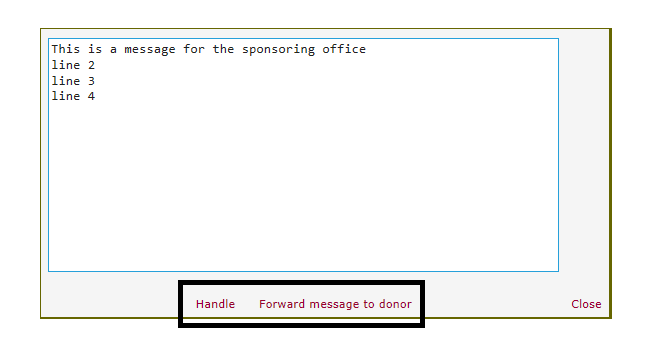 This is a message for the sponsoring office
line 2
line 3
line 4
Handle Forward message to donor Close